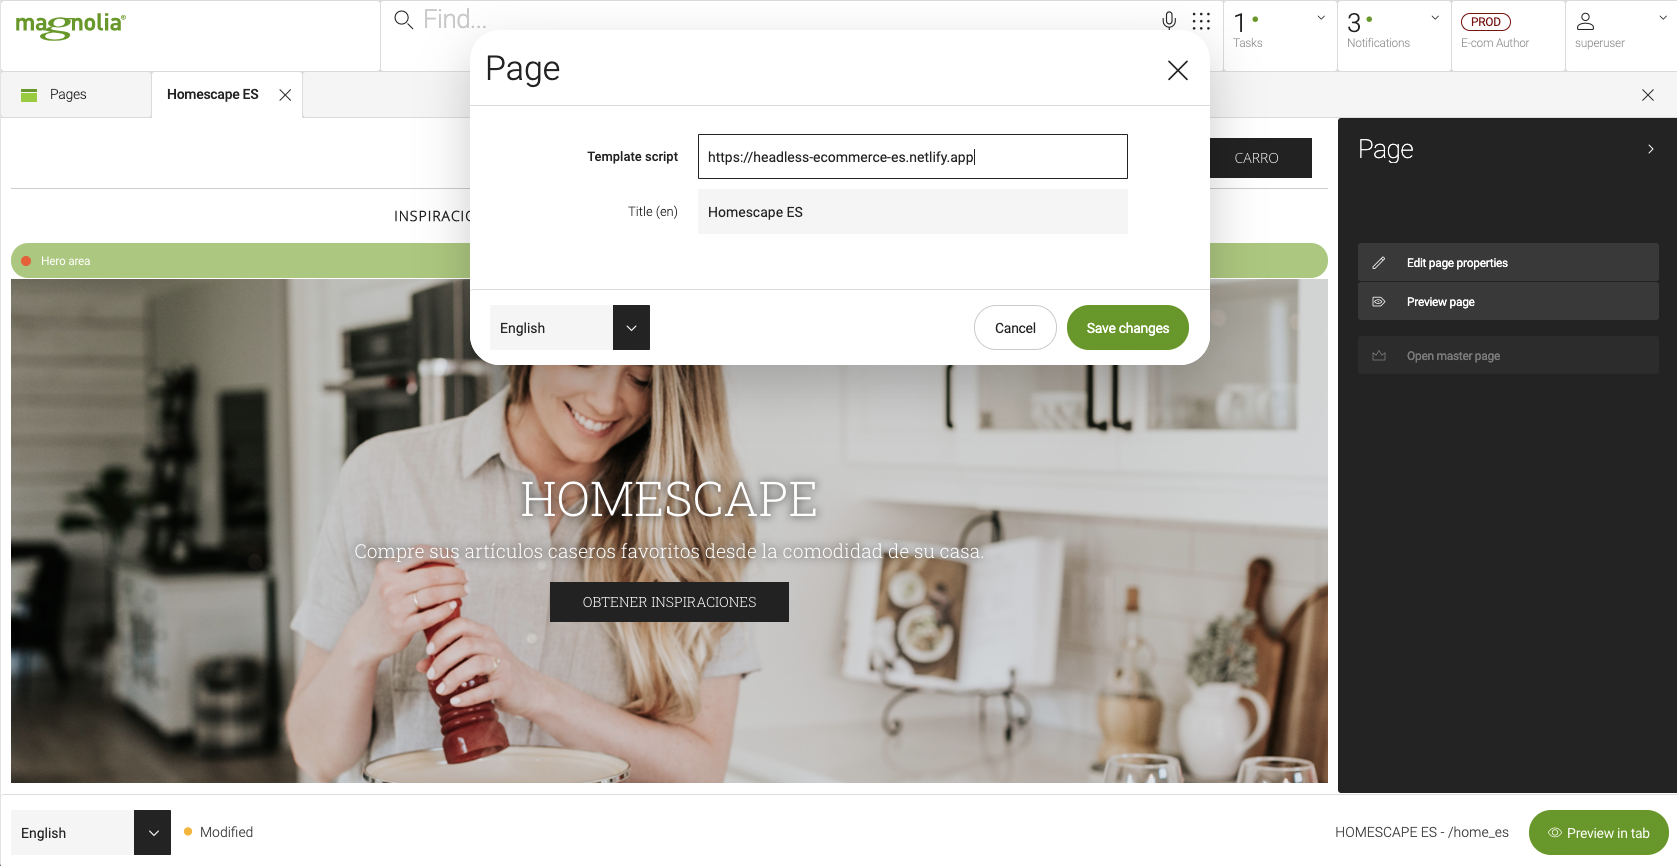 magnolia®
Find...
1
Tasks
3
Notifications
PROD
E-com Author
superuser
Pages
Homescape ES
Page
Template script
https://headless-ecommerce-es.netlify.app
Title (en)
Homescape ES
English
Cancel
Save changes
CARRO
INSPIRACIO
Hero area
HOMESCAPE
Compre sus artículos caseros favoritos desde la comodidad de su casa.
OBTENER INSPIRACIONES
Page
Edit page properties
Preview page
Open master page
English
Modified
HOMESCAPE ES - /home_es
Preview in tab